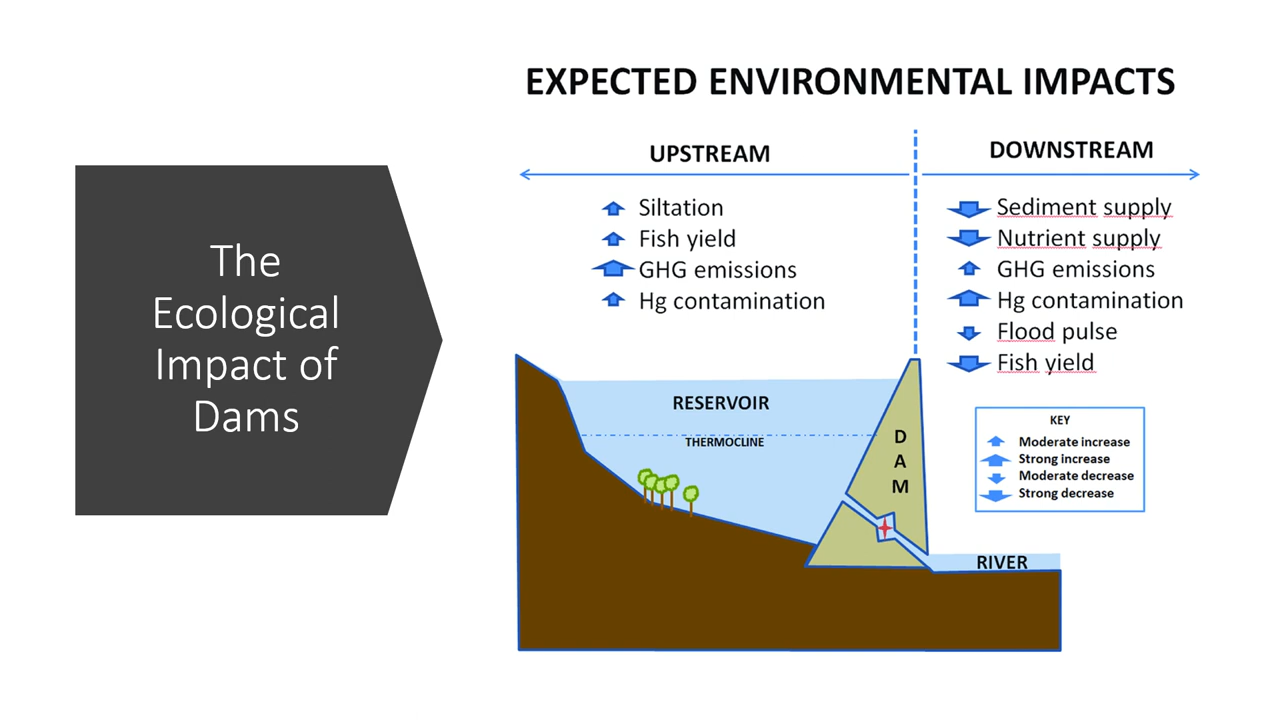 The
Ecological
Impact of
Dams
EXPECTED ENVIRONMENTAL IMPACTS
UPSTREAM
Siltation
Fish yield
GHG emissions
Hg contamination
DOWNSTREAM
Sediment supply
Nutrient supply
GHG emissions
Hg contamination
Flood pulse
Fish yield
RESERVOIR
THERMOCLINE
D
A
M
KEY
Moderate increase
Strong increase
Moderate decrease
Strong decrease
RIVER